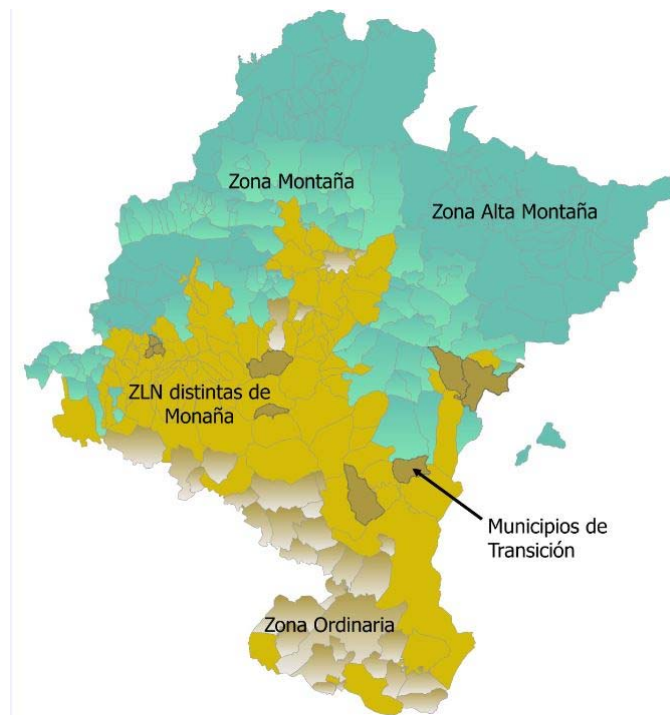 Zona Montaña
Zona Alta Montaña
ZLN distintas de
Monaña
Municipios de
Transición
Zona Ordinaria